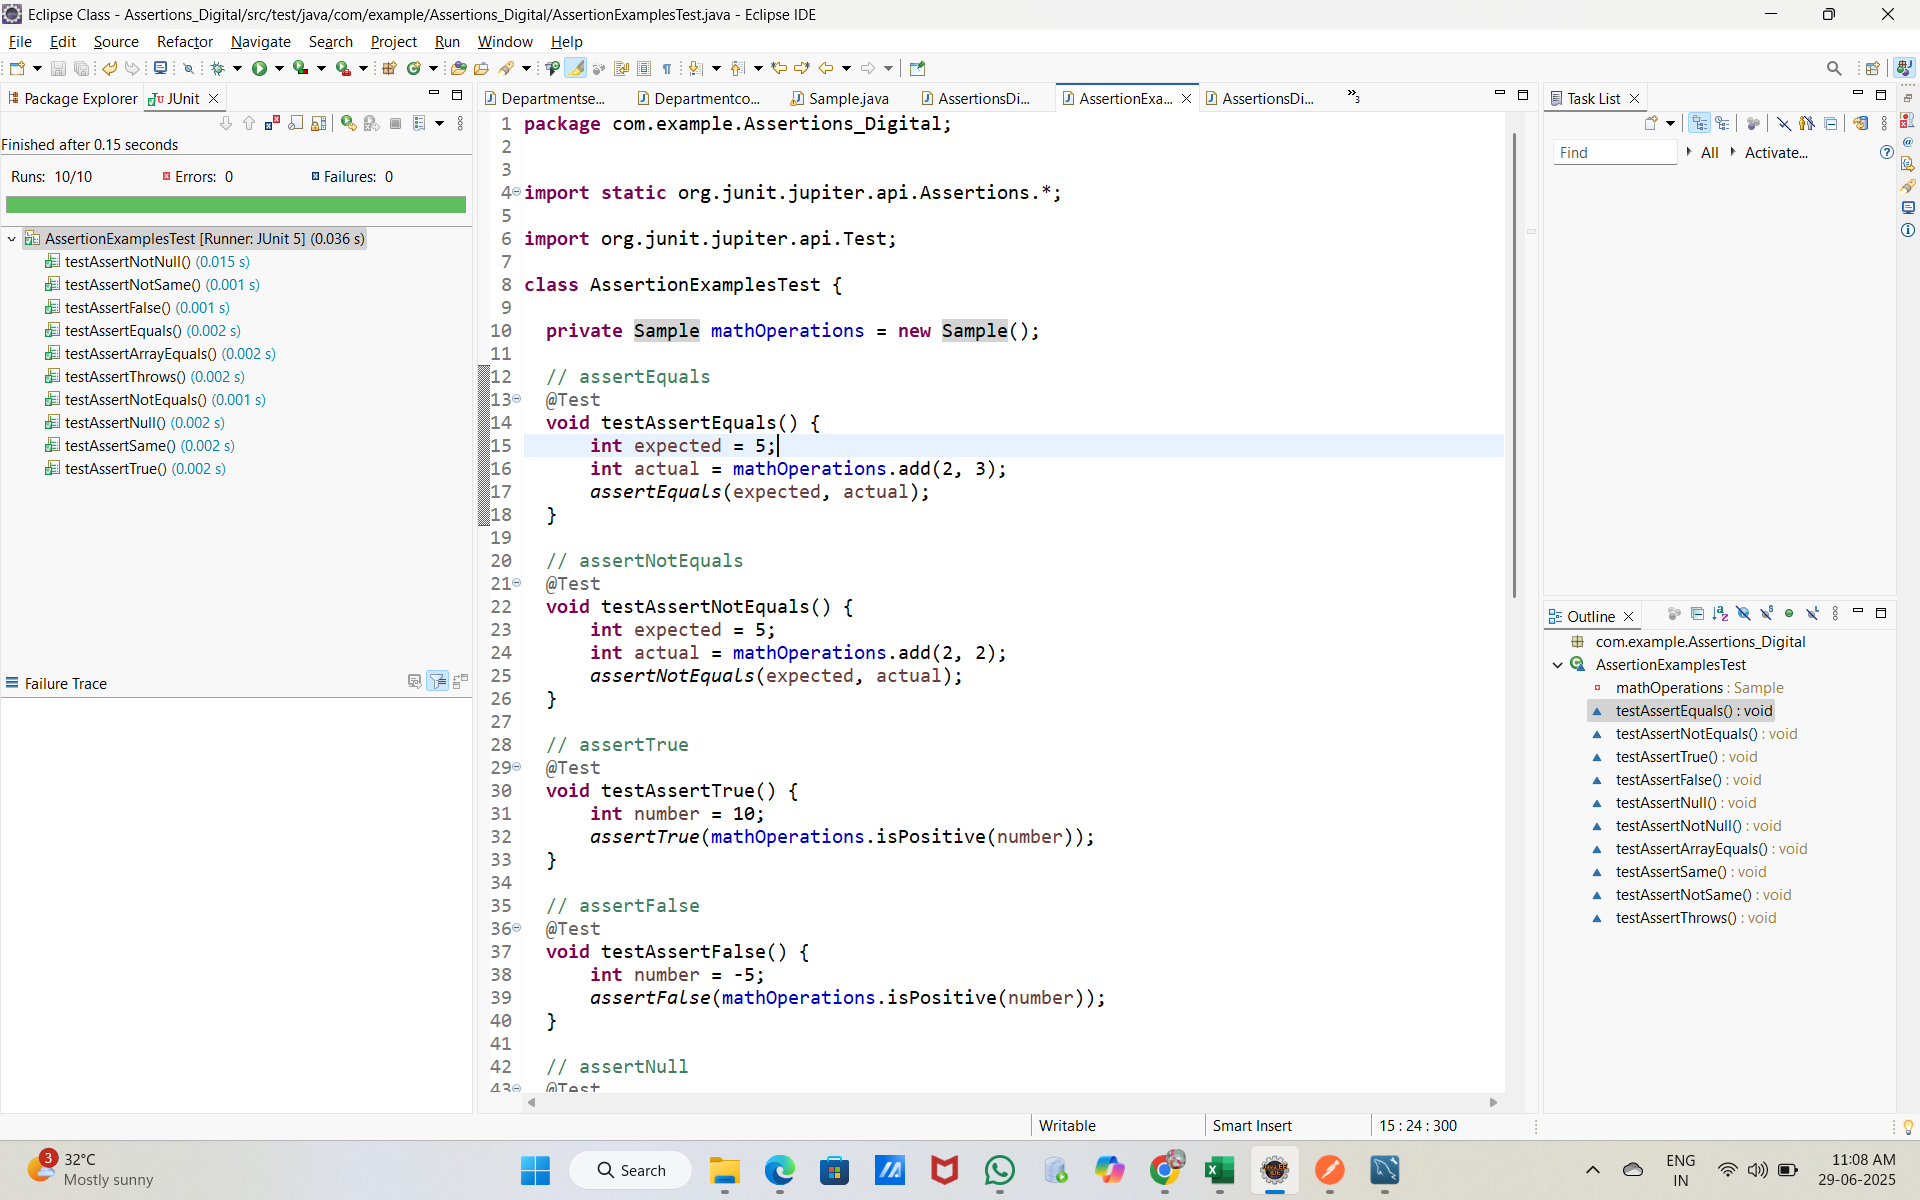 Eclipse Class - Assertions_Digital/src/test/java/com/example/Assertions_Digital/AssertionExamplesTest.java - Eclipse IDE
File Edit Source Refactor Navigate Search Project Run Window Help
Package Explorer JUnit
Finished after 0.15 seconds
Runs: 10/10 Errors: 0 Failures: 0
AssertionExamplesTest [Runner: JUnit 5] (0.036 s)
testAssertNotNull() (0.015 s)
testAssertNotSame() (0.001 s)
testAssertFalse() (0.001 s)
testAssertEquals() (0.002 s)
testAssertArrayEquals() (0.002 s)
testAssertThrows() (0.002 s)
testAssertNotEquals() (0.001 s)
testAssertNull() (0.002 s)
testAssertSame() (0.002 s)
testAssertTrue() (0.002 s)
Failure Trace
Departmentse... Departmentco... Sample.java AssertionsDi... AssertionExa... AssertionsDi... »3
1 package com.example.Assertions_Digital;
2
3
4 import static org.junit.jupiter.api.Assertions.*;
5
6 import org.junit.jupiter.api.Test;
7
8 class AssertionExamplesTest {
9
10 private Sample mathOperations = new Sample();
11
12 // assertEquals
13 @Test
14 void testAssertEquals() {
15 int expected = 5;
16 int actual = mathOperations.add(2, 3);
17 assertEquals(expected, actual);
18 }
19
20 // assertNotEquals
21 @Test
22 void testAssertNotEquals() {
23 int expected = 5;
24 int actual = mathOperations.add(2, 2);
25 assertNotEquals(expected, actual);
26 }
27
28 // assertTrue
29 @Test
30 void testAssertTrue() {
31 int number = 10;
32 assertTrue(mathOperations.isPositive(number));
33 }
34
35 // assertFalse
36 @Test
37 void testAssertFalse() {
38 int number = -5;
39 assertFalse(mathOperations.isPositive(number));
40 }
41
42 // assertNull
43 @Test
Task List
Find All Activate...
Outline
com.example.Assertions_Digital
AssertionExamplesTest
mathOperations : Sample
testAssertEquals() : void
testAssertNotEquals() : void
testAssertTrue() : void
testAssertFalse() : void
testAssertNull() : void
testAssertNotNull() : void
testAssertArrayEquals() : void
testAssertSame() : void
testAssertNotSame() : void
testAssertThrows() : void
Writable Smart Insert 15 : 24 : 300
3
32°C
Mostly sunny
Search
ENG
IN
11:08 AM
29-06-2025